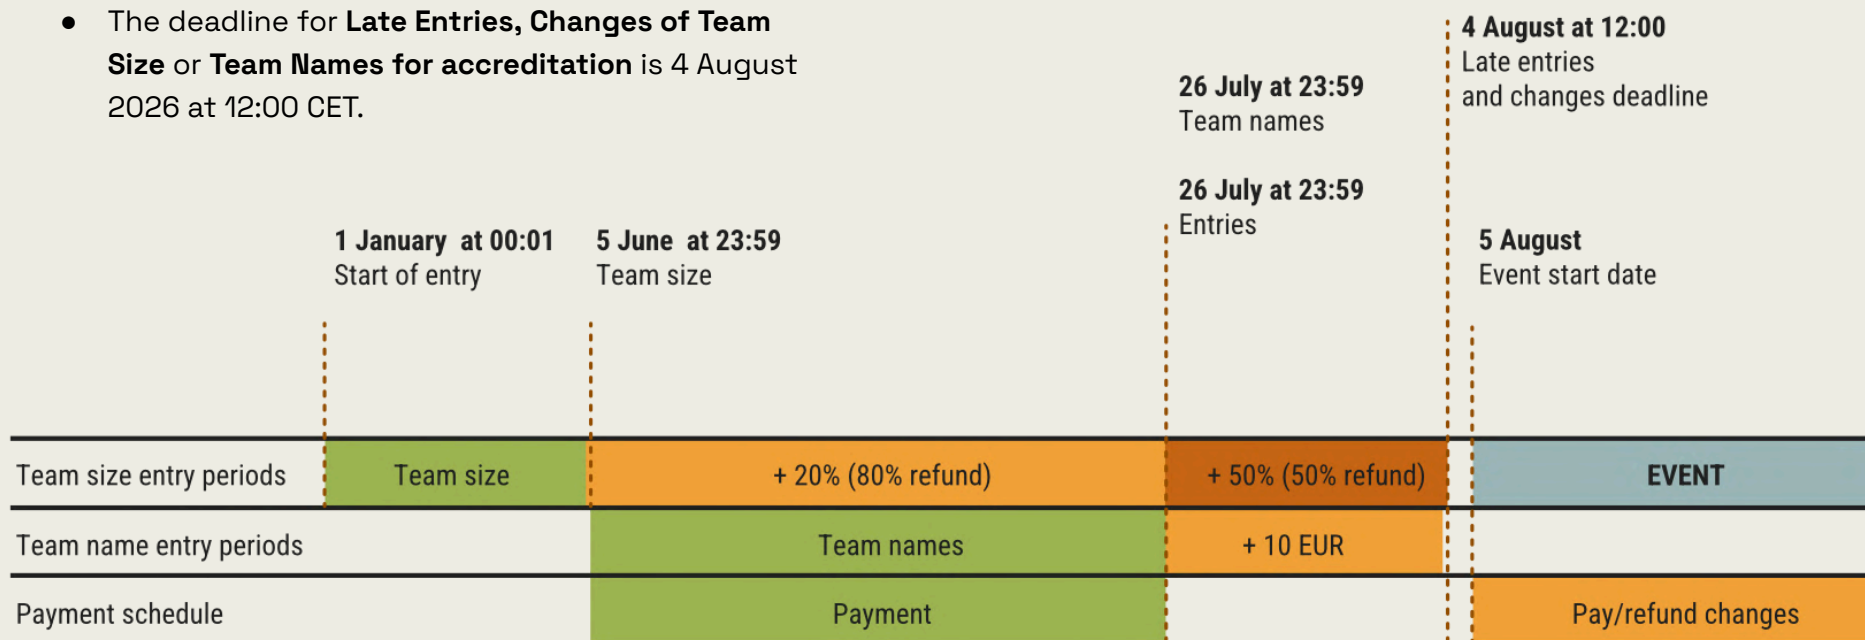 ● The deadline for Late Entries, Changes of Team
Size or Team Names for accreditation is 4 August
2026 at 12:00 CET.
4 August at 12:00
Late entries
and changes deadline
26 July at 23:59
Team names
26 July at 23:59
Entries
1 January at 00:01
Start of entry
5 June at 23:59
Team size
5 August
Event start date
Team size entry periods
Team size
+ 20% (80% refund)
+ 50% (50% refund)
EVENT
Team name entry periods
Team names
+ 10 EUR
Payment schedule
Payment
Pay/refund changes